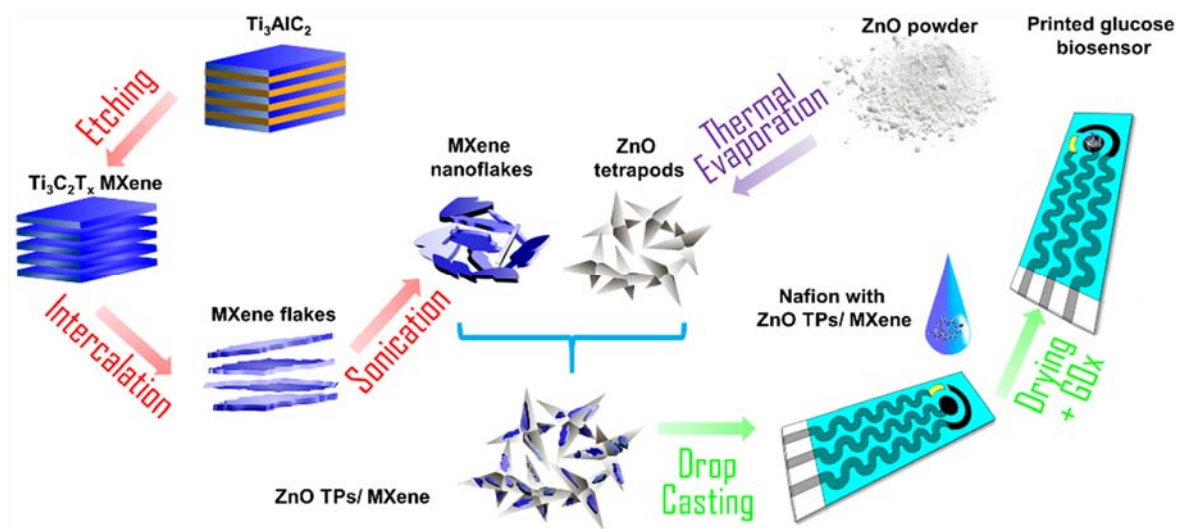 Ti₃AlC₂
Etching
Ti₃C₂Tₓ MXene
Intercalation
MXene flakes
Sonication
MXene
nanoflakes
ZnO
tetrapods
Thermal
Evaporation
ZnO powder
ZnO TPs/ MXene
Drop
Casting
Nafion with
ZnO TPs/ MXene
Drying
+ GOx
Printed glucose
biosensor